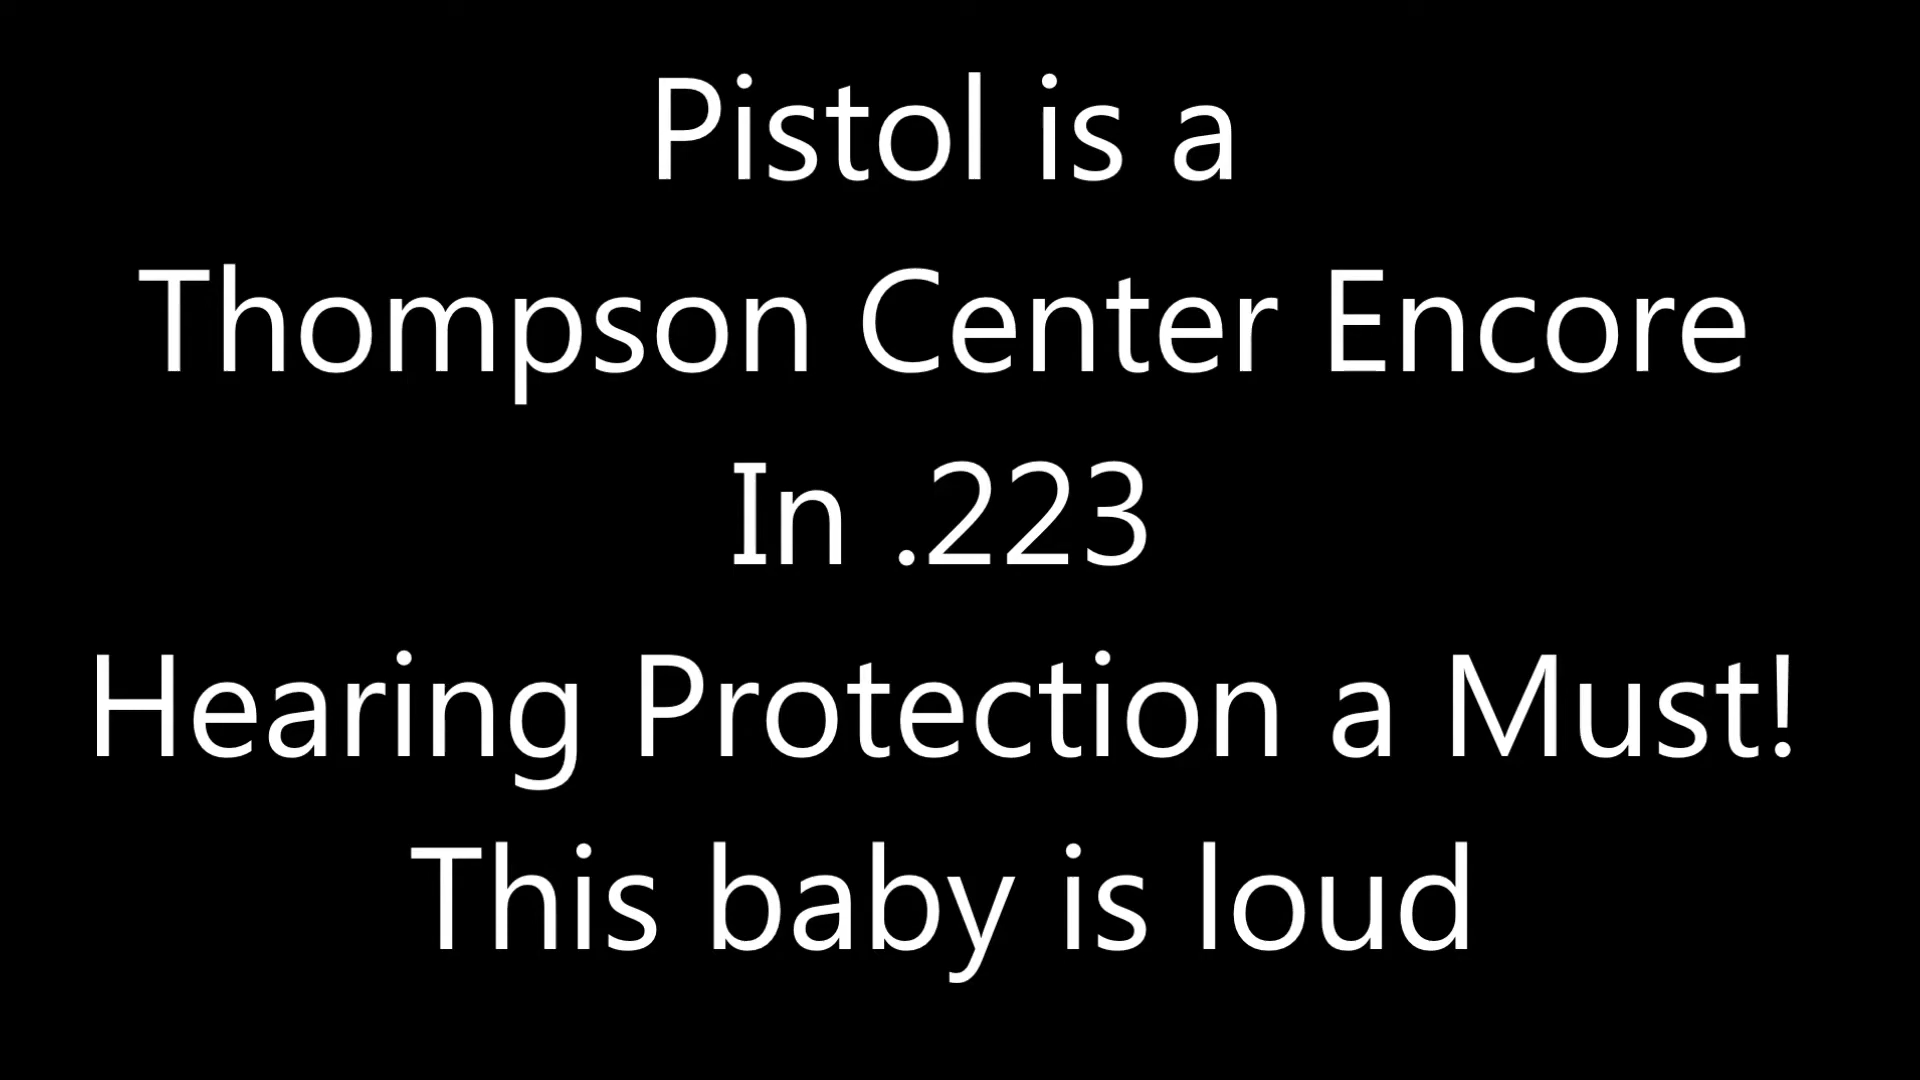 Pistol is a
Thompson Center Encore
In .223
Hearing Protection a Must!
This baby is loud